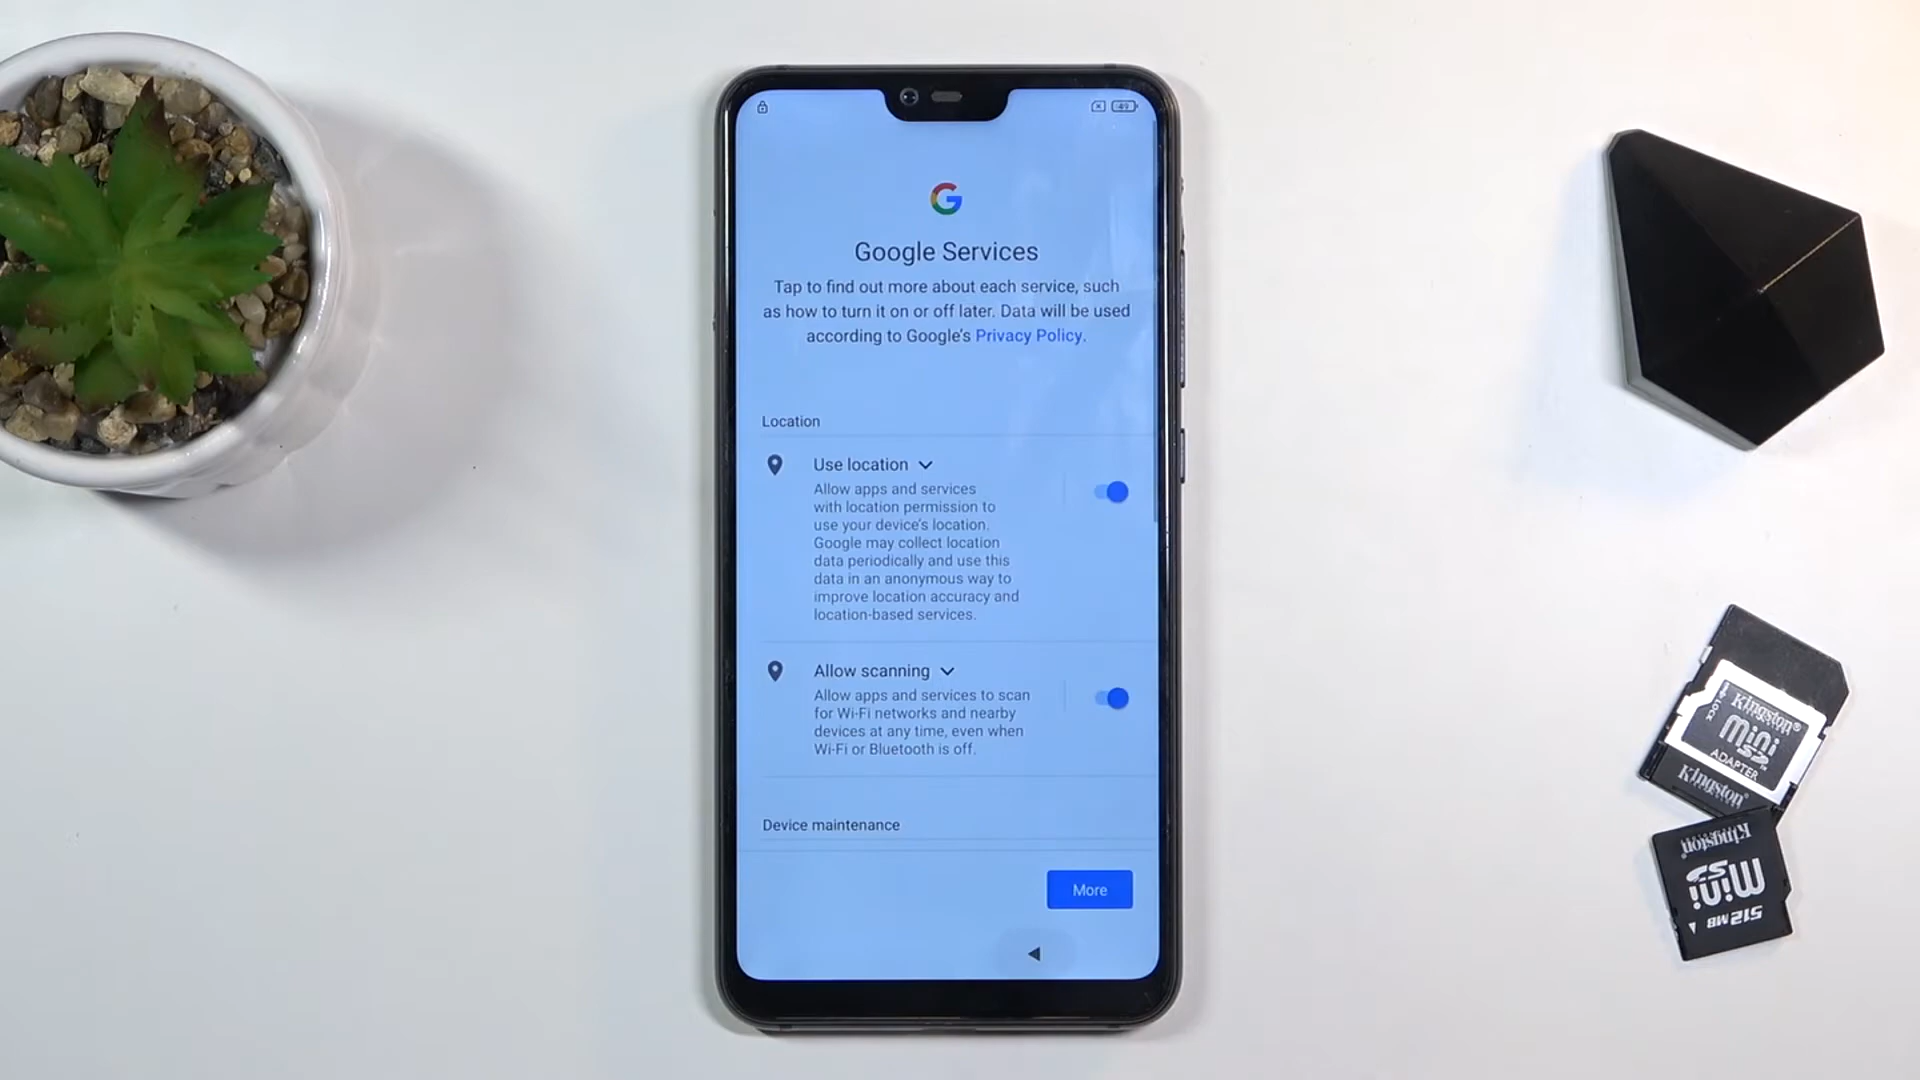 49
Google Services
Tap to find out more about each service, such
as how to turn it on or off later. Data will be used
according to Google's Privacy Policy.
Location
Use location
Allow apps and services
with location permission to
use your device's location.
Google may collect location
data periodically and use this
data in an anonymous way to
improve location accuracy and
location-based services.
Allow scanning
Allow apps and services to scan
for Wi-Fi networks and nearby
devices at any time, even when
Wi-Fi or Bluetooth is off.
Device maintenance
More
LOCK
Kingston®
mini
SD
ADAPTER
Kingston®
Kingston®
mini
SD
512 MB